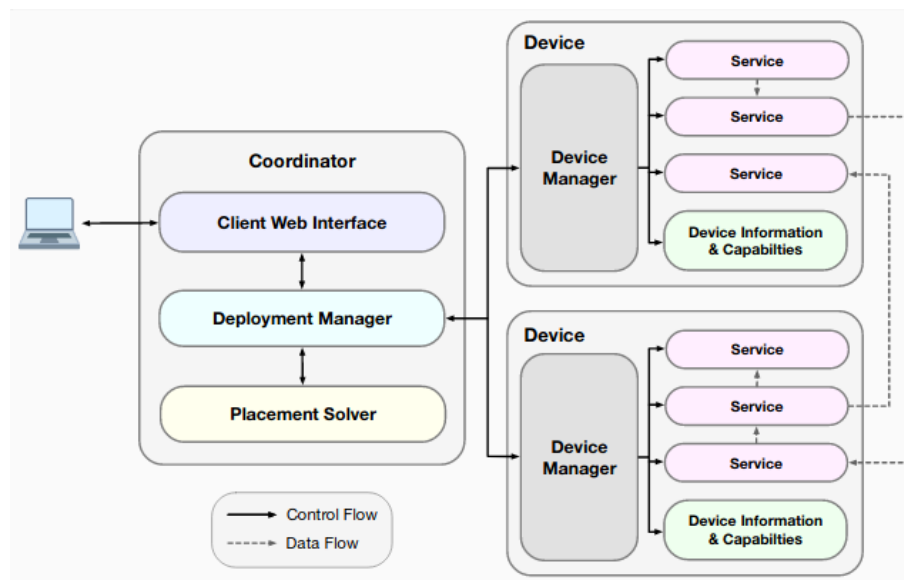 Coordinator
Client Web Interface
Deployment Manager
Placement Solver
Control Flow
Data Flow
Device
Device
Manager
Service
Service
Service
Device Information
& Capabilties
Device
Device
Manager
Service
Service
Service
Device Information
& Capabilties